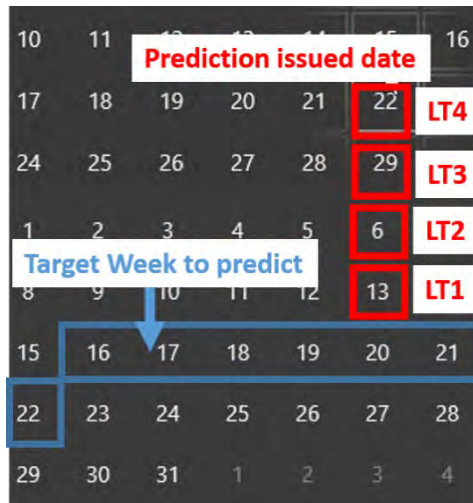 10 11 15 16
Prediction issued date
17 18 19 20 21 22 LT4
24 25 26 27 28 29 LT3
1 2 3 4 5 6 LT2
Target Week to predict
8 9 10 11 12 13 LT1
15 16 17 18 19 20 21
22 23 24 25 26 27 28
29 30 31 1 2 3 4